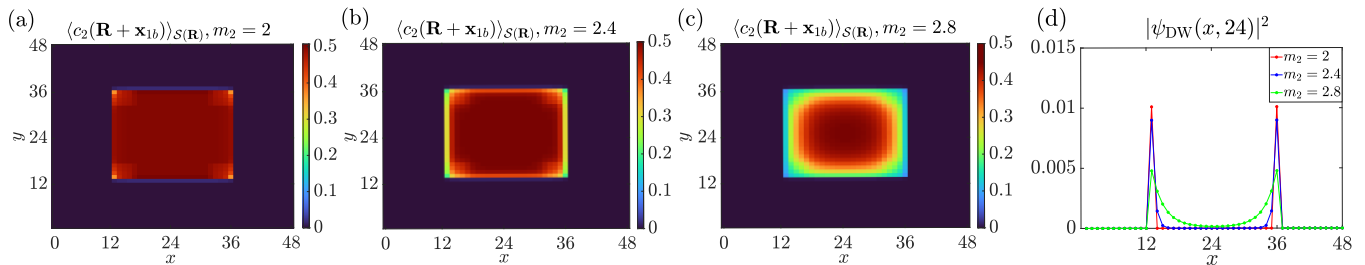 (a)
⟨c₂(R + x₁b)⟩_S(R), m₂ = 2
48
36
24
12
y
0 12 24 36 48
x
0.5
0.4
0.3
0.2
0.1
0
(b)
⟨c₂(R + x₁b)⟩_S(R), m₂ = 2.4
48
36
24
12
y
0 12 24 36 48
x
0.5
0.4
0.3
0.2
0.1
0
(c)
⟨c₂(R + x₁b)⟩_S(R), m₂ = 2.8
48
36
24
12
y
0 12 24 36 48
x
0.5
0.4
0.3
0.2
0.1
0
(d)
|ψ_DW(x, 24)|²
0.015
0.01
0.005
0
m₂ = 2
m₂ = 2.4
m₂ = 2.8
12 24 36 48
x